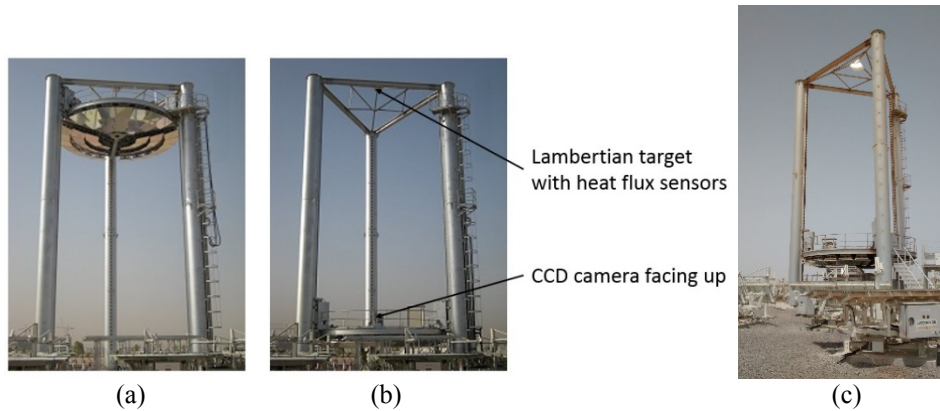 Lambertian target
with heat flux sensors
CCD camera facing up
(a)
(b)
(c)